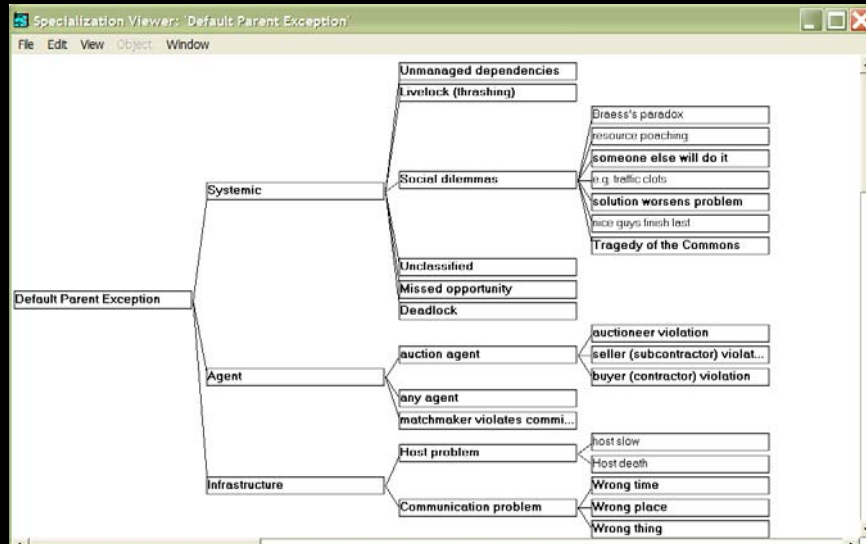 Specialization Viewer: 'Default Parent Exception'
File Edit View Object Window
Unmanaged dependencies
Livelock (thrashing)
Braess's paradox
resource poaching
someone else will do it
Social dilemmas
e.g. traffic clots
Systemic
solution worsens problem
nice guys finish last
Tragedy of the Commons
Unclassified
Missed opportunity
Default Parent Exception
Deadlock
auctioneer violation
auction agent
seller (subcontractor) violat...
Agent
buyer (contractor) violation
any agent
matchmaker violates commi...
host slow
Host problem
Host death
Infrastructure
Wrong time
Communication problem
Wrong place
Wrong thing